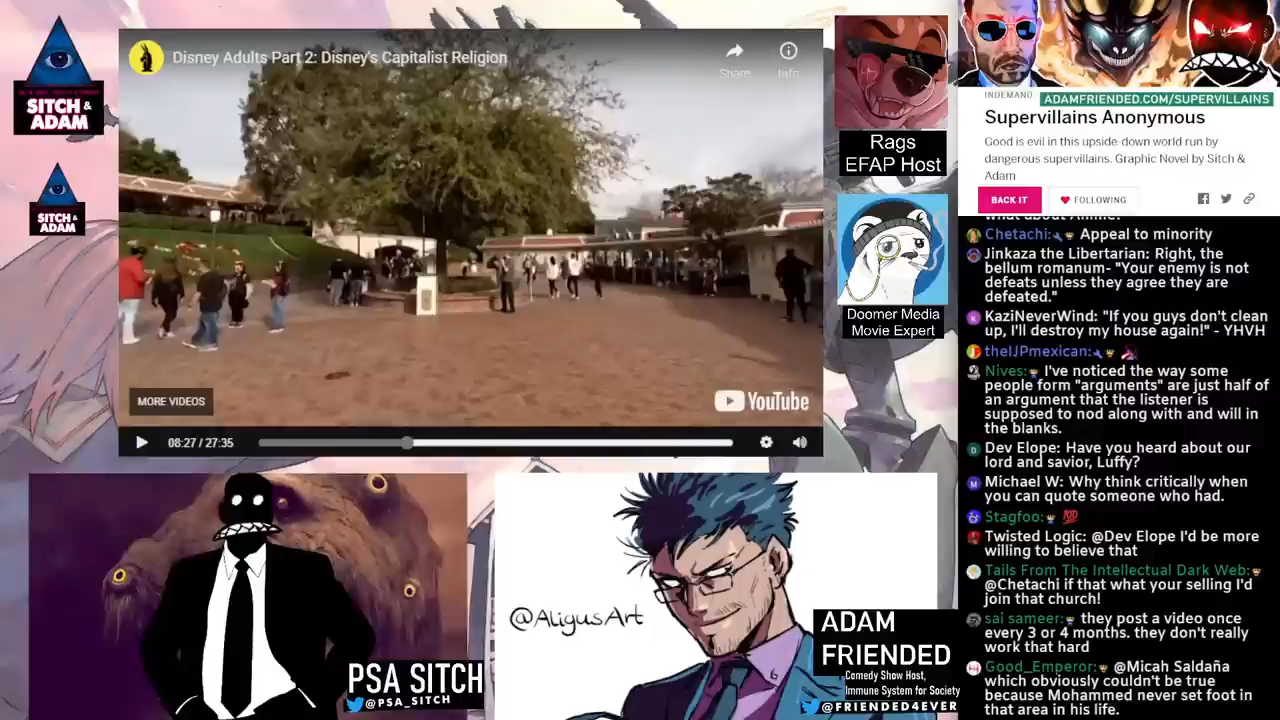 SITCH &
ADAM
SITCH &
ADAM
Disney Adults Part 2: Disney's Capitalist Religion
Share
Info
MORE VIDEOS
YouTube
08:27 / 27:35
Rags
EFAP Host
Doomer Media
Movie Expert
INDEMAND
ADAMFRIENDED.COM/SUPERVILLAINS
Supervillains Anonymous
Good is evil in this upside-down world run by
dangerous supervillains. Graphic Novel by Sitch &
Adam
BACK IT
FOLLOWING
Chetachi: Appeal to minority
Jinkaza the Libertarian: Right, the
bellum romanum- "Your enemy is not
defeats unless they agree they are
defeated."
KaziNeverWind: "If you guys don't clean
up, I'll destroy my house again!" - YHVH
theIJPmexican:
Nives: I've noticed the way some
people form "arguments" are just half of
an argument that the listener is
supposed to nod along with and will in
the blanks.
Dev Elope: Have you heard about our
lord and savior, Luffy?
Michael W: Why think critically when
you can quote someone who had.
Stagfoo: 💯
Twisted Logic: @Dev Elope I'd be more
willing to believe that
Tails From The Intellectual Dark Web:
@Chetachi if that what your selling I'd
join that church!
sai sameer: they post a video once
every 3 or 4 months. they don't really
work that hard
Good_Emperor: @Micah Saldaña
which obviously couldn't be true
because Mohammed never set foot in
that area in his life.
PSA SITCH
@PSA_SITCH
@AligusArt
ADAM
FRIENDED
Comedy Show Host,
Immune System for Society
@FRIENDED4EVER